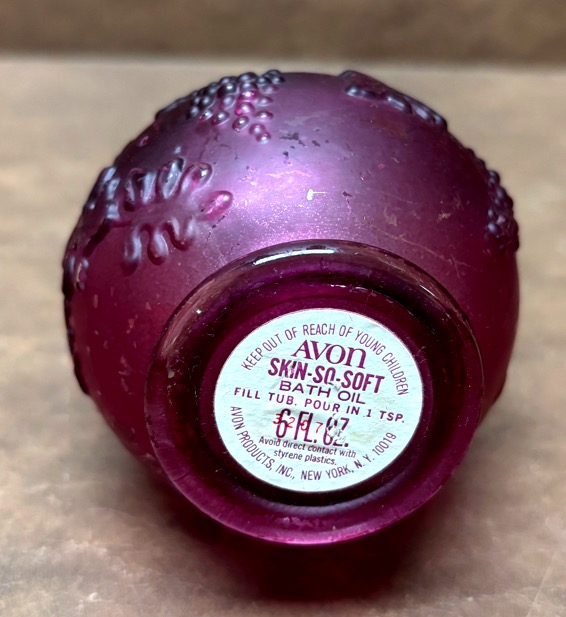 KEEP OUT OF REACH OF YOUNG CHILDREN
AVON
SKIN-SO-SOFT
BATH OIL
FILL TUB. POUR IN 1 TSP.
6 FL. OZ.
Avoid direct contact with
styrene plastics.
AVON PRODUCTS, INC., NEW YORK, N.Y. 10019